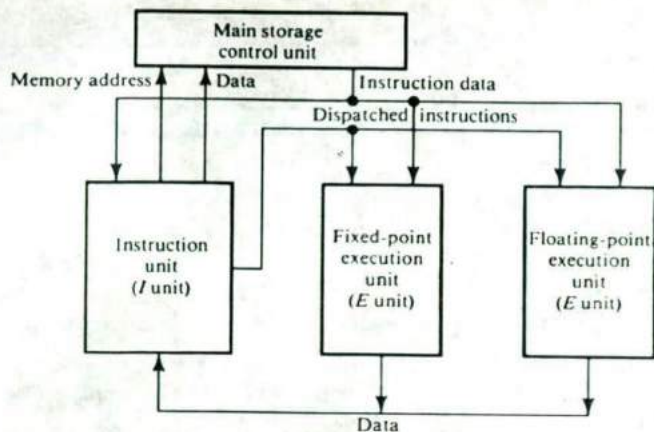 Main storage
control unit
Memory address
Data
Instruction data
Dispatched instructions
Instruction
unit
(I unit)
Fixed-point
execution
unit
(E unit)
Floating-point
execution
unit
(E unit)
Data